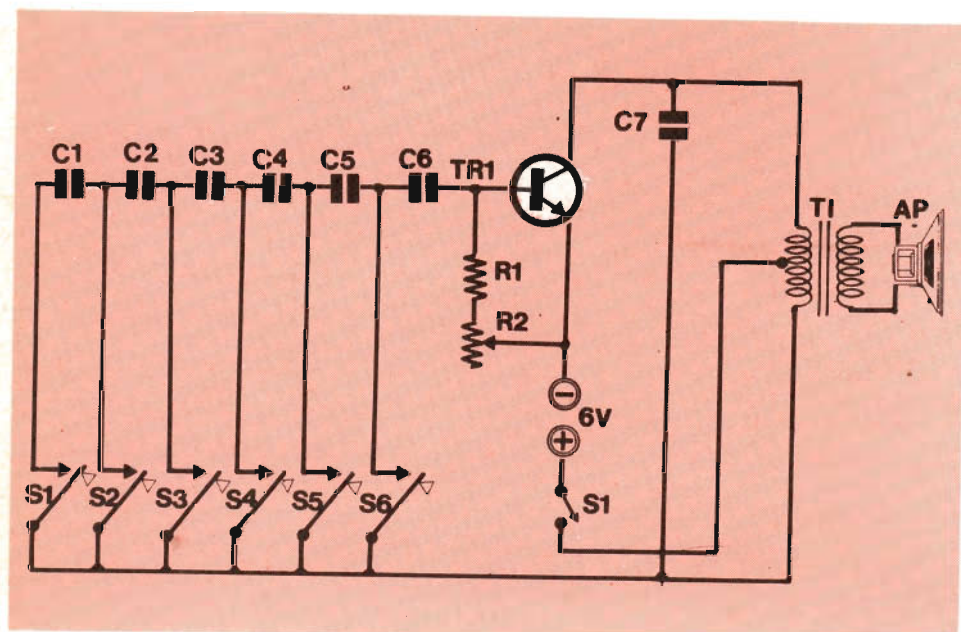 C1 C2 C3 C4 C5 C6 TR1
C7
T1 AP
R1
R2
− 6V
+
S1 S2 S3 S4 S5 S6 S1